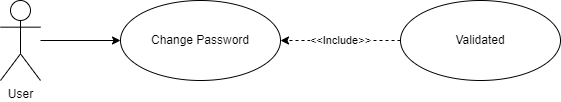 Change Password
<<Include>>
Validated
User